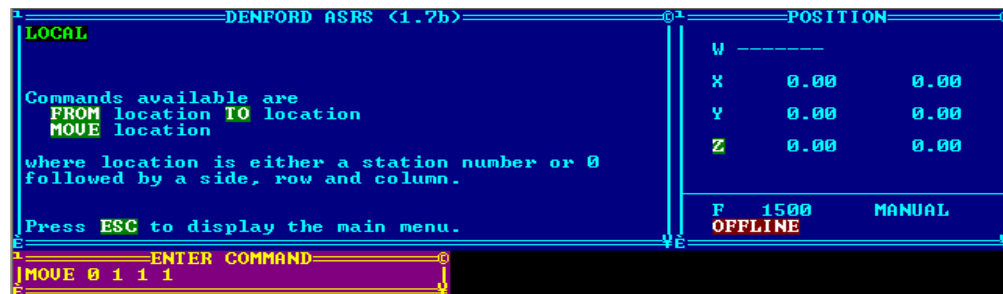 DENFORD ASRS (1.7b)
LOCAL
Commands available are
FROM location TO location
MOVE location
where location is either a station number or 0
followed by a side, row and column.
Press ESC to display the main menu.
POSITION
W -------
X 0.00 0.00
Y 0.00 0.00
Z 0.00 0.00
F 1500 MANUAL
OFFLINE
ENTER COMMAND
MOVE 0 1 1 1